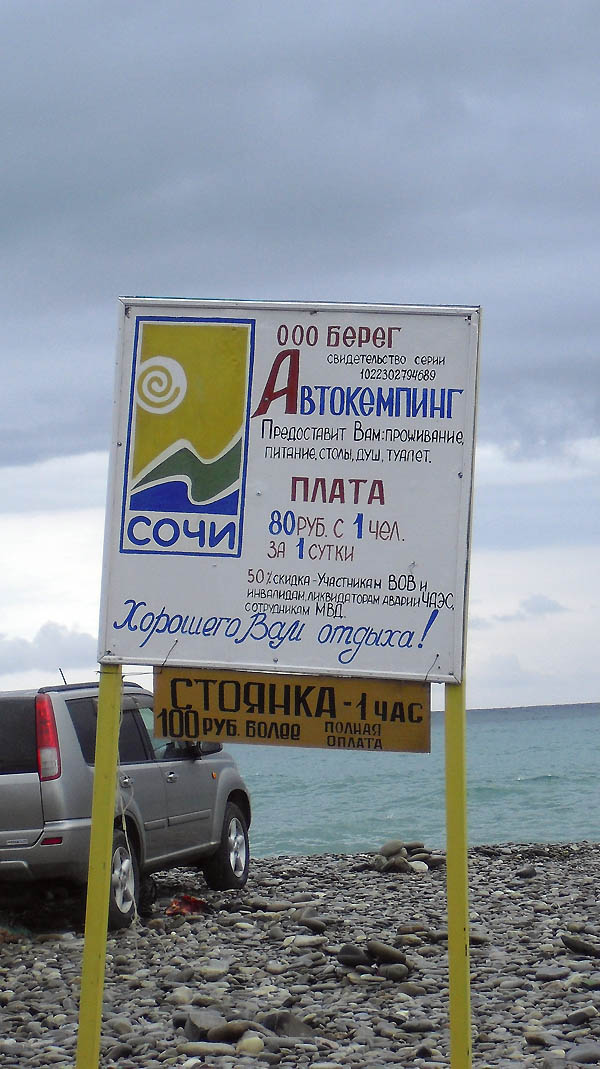 ООО БЕРЕГ
СВИДЕТЕЛЬСТВО СЕРИИ
1022302794689
АВТОКЕМПИНГ
ПРЕДОСТАВИТ ВАМ:ПРОЖИВАНИЕ,
ПИТАНИЕ,СТОЛЫ,ДУШ,ТУАЛЕТ.
ПЛАТА
80 РУБ. С 1 ЧЕЛ.
ЗА 1 СУТКИ
50% СКИДКА-УЧАСТНИКАМ ВОВ И
ИНВАЛИДАМ,ЛИКВИДАТОРАМ АВАРИИ ЧАЭС,
СОТРУДНИКАМ МВД.
СОЧИ
Хорошего Вам отдыха!
СТОЯНКА - 1 ЧАС
100 РУБ. БОЛЕЕ ПОЛНАЯ
ОПЛАТА